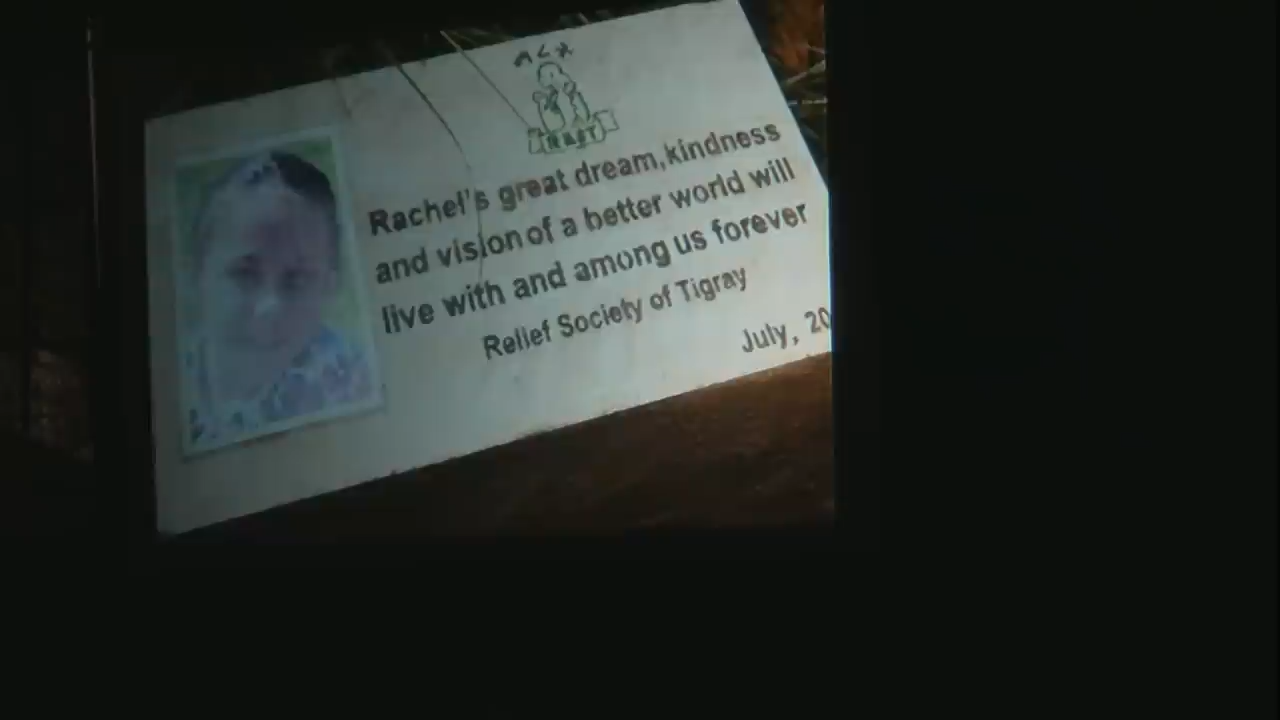 Rachel's great dream,kindness
and vision of a better world will
live with and among us forever
Relief Society of Tigray
July, 20